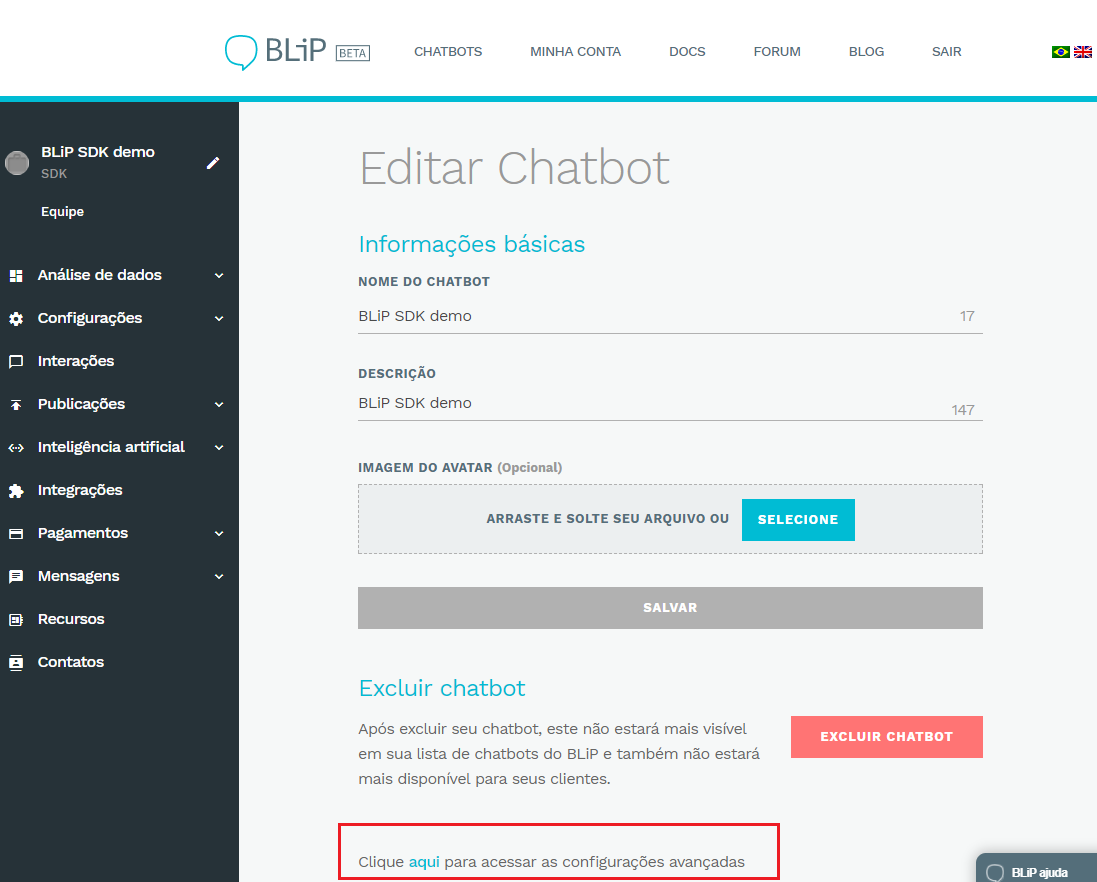 BLiP BETA
CHATBOTS
MINHA CONTA
DOCS
FORUM
BLOG
SAIR
BLiP SDK demo
SDK
Equipe
Análise de dados
Configurações
Interações
Publicações
Inteligência artificial
Integrações
Pagamentos
Mensagens
Recursos
Contatos
Editar Chatbot
Informações básicas
NOME DO CHATBOT
BLiP SDK demo 17
DESCRIÇÃO
BLiP SDK demo 147
IMAGEM DO AVATAR (Opcional)
ARRASTE E SOLTE SEU ARQUIVO OU SELECIONE
SALVAR
Excluir chatbot
Após excluir seu chatbot, este não estará mais visível
em sua lista de chatbots do BLiP e também não estará
mais disponível para seus clientes.
EXCLUIR CHATBOT
Clique aqui para acessar as configurações avançadas
BLiP ajuda